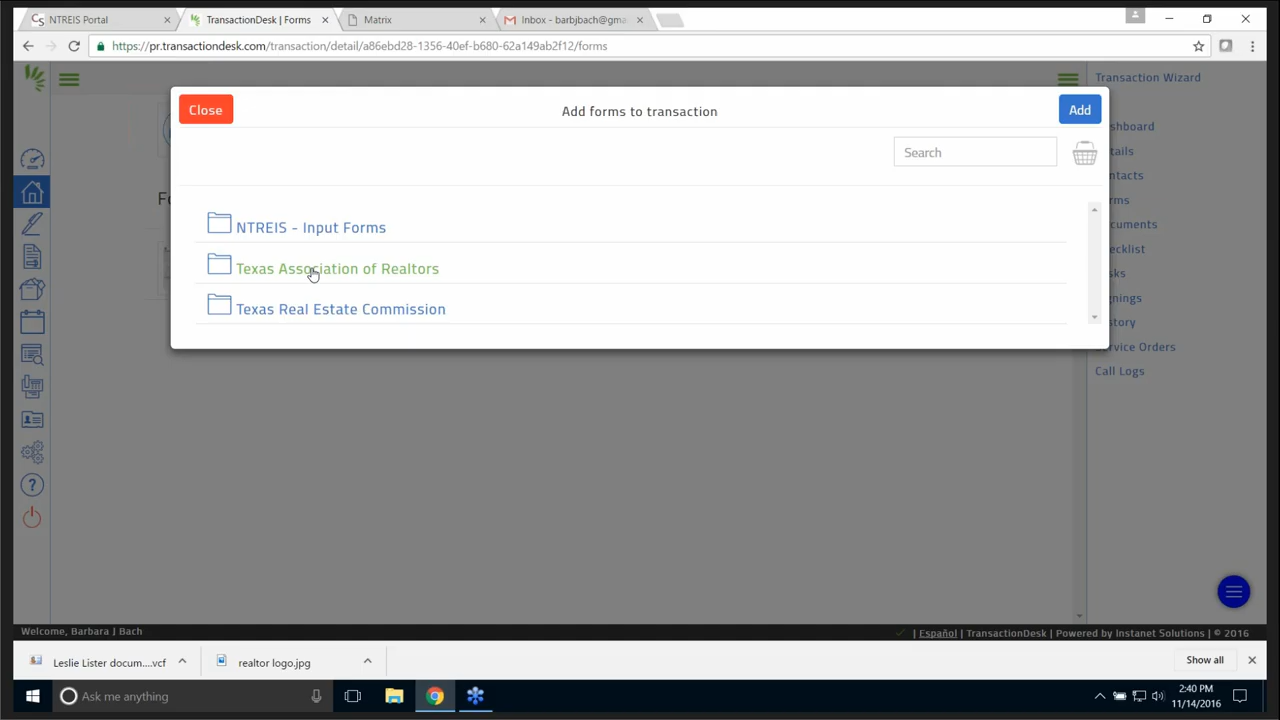 NTREIS Portal
TransactionDesk | Forms
Matrix
Inbox - barbjbach@gma
https://pr.transactiondesk.com/transaction/detail/a86ebd28-1356-40ef-b680-62a149ab2f12/forms
Transaction Wizard
Close
Add forms to transaction
Add
Search
NTREIS - Input Forms
Texas Association of Realtors
Texas Real Estate Commission
Fo
shboard
tails
ntacts
rms
cuments
ecklist
sks
nings
story
rvice Orders
Call Logs
Welcome, Barbara J Bach
| Español | TransactionDesk | Powered by Instanet Solutions | © 2016
Leslie Lister docum....vcf
realtor logo.jpg
Show all
Ask me anything
2:40 PM
11/14/2016